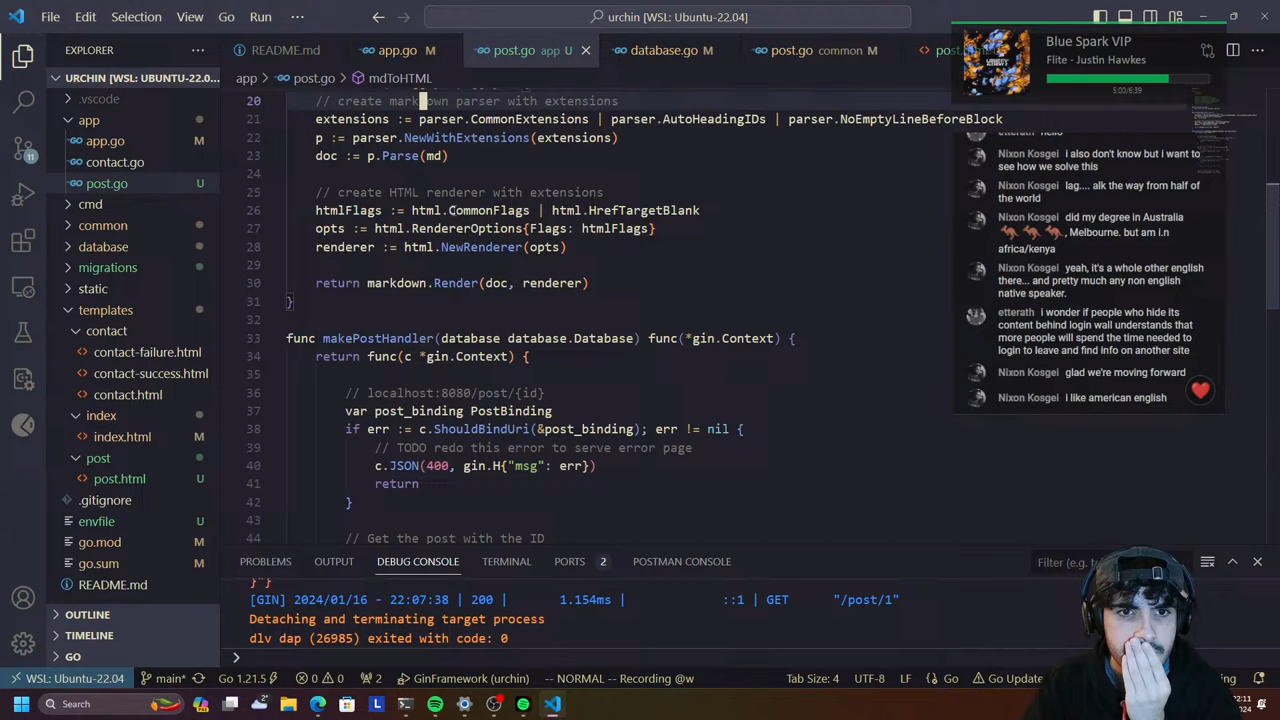 File Edit Selection View Go Run ···
urchin [WSL: Ubuntu-22.04]
EXPLORER ···
URCHIN [WSL: UBUNTU-22.04...
.vscode
app
app.go
contact.go
post.go U
cmd
common
database
migrations
static
templates
contact
contact-failure.html
contact-success.html
contact.html
index
index.html M
post
post.html
.gitignore
envfile U
go.mod M
go.sum M
README.md
OUTLINE
TIMELINE
GO
README.md
app.go M
post.go app U
database.go M
post.go common M
app > post.go > mdToHTML
20 // create markdown parser with extensions
21 extensions := parser.CommonExtensions | parser.AutoHeadingIDs | parser.NoEmptyLineBeforeBlock
22 p := parser.NewWithExtensions(extensions)
23 doc := p.Parse(md)
24
25 // create HTML renderer with extensions
26 htmlFlags := html.CommonFlags | html.HrefTargetBlank
27 opts := html.RendererOptions{Flags: htmlFlags}
28 renderer := html.NewRenderer(opts)
29
30 return markdown.Render(doc, renderer)
31 }
32
33 func makePostHandler(database database.Database) func(*gin.Context) {
34 return func(c *gin.Context) {
35
36 // localhost:8080/post/{id}
37 var post_binding PostBinding
38 if err := c.ShouldBindUri(&post_binding); err != nil {
39 // TODO redo this error to serve error page
40 c.JSON(400, gin.H{"msg": err})
41 return
42 }
43
44 // Get the post with the ID
Blue Spark VIP
Flite - Justin Hawkes
5:00/6:39
etterath hello
Nixon Kosgei i also don't know but i want to
see how we solve this
Nixon Kosgei lag.... alk the way from half of
the world
Nixon Kosgei did my degree in Australia
, Melbourne. but am i.n
africa/kenya
Nixon Kosgei yeah, it's a whole other english
there... and pretty much any non english
native speaker.
etterath i wonder if people who hide its
content behind login wall understands that
more people will spend the time needed to
login to leave and find info on another site
Nixon Kosgei glad we're moving forward
Nixon Kosgei i like american english
PROBLEMS OUTPUT DEBUG CONSOLE TERMINAL PORTS 2 POSTMAN CONSOLE
}"}
[GIN] 2024/01/16 - 22:07:38 | 200 | 1.154ms | ::1 | GET "/post/1"
Detaching and terminating target process
dlv dap (26985) exited with code: 0
WSL: Ubuntu-22.04 main* Go 1.21.5 0 0 2 GinFramework (urchin) -- NORMAL -- Recording @w Tab Size: 4 UTF-8 LF Go Go Update
Search